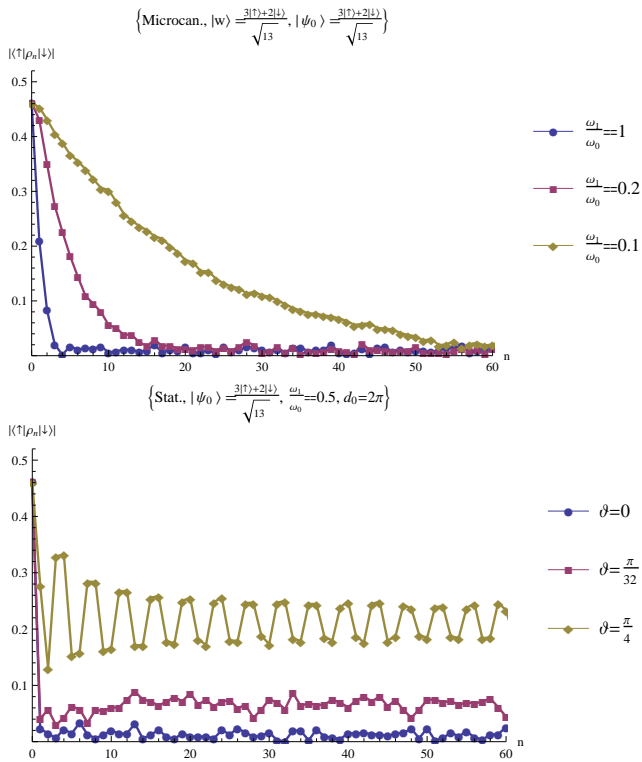 {Microcan., |w⟩ = 3|↑⟩+2|↓⟩/√13, |ψ₀⟩ = 3|↑⟩+2|↓⟩/√13}
|⟨↑|ρₙ|↓⟩|
0.5
0.4
0.3
0.2
0.1
0 10 20 30 40 50 60 n
ω₁/ω₀==1
ω₁/ω₀==0.2
ω₁/ω₀==0.1
{Stat., |ψ₀⟩ = 3|↑⟩+2|↓⟩/√13, ω₁/ω₀==0.5, d₀=2π}
|⟨↑|ρₙ|↓⟩|
0.5
0.4
0.3
0.2
0.1
0 10 20 30 40 50 60 n
ϑ=0
ϑ=π/32
ϑ=π/4